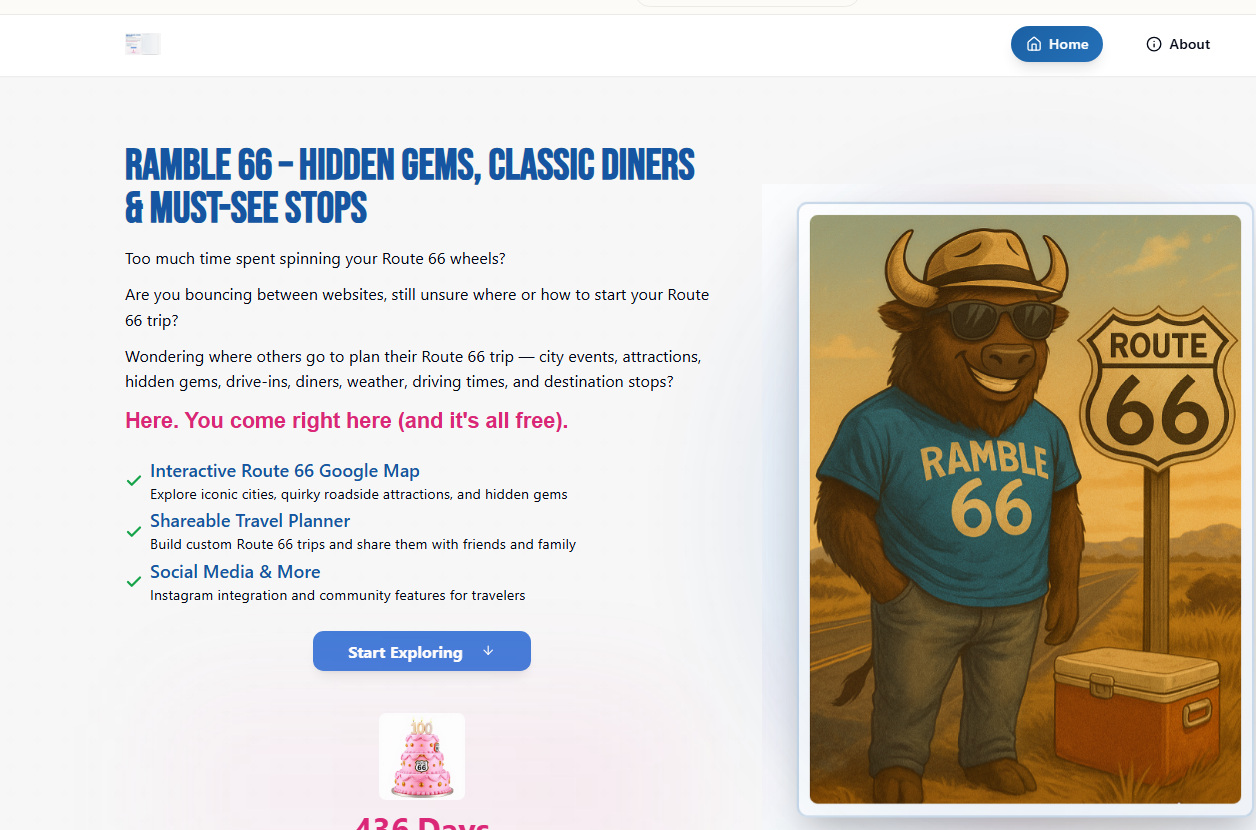 Home
About
RAMBLE 66 – HIDDEN GEMS, CLASSIC DINERS
& MUST-SEE STOPS
Too much time spent spinning your Route 66 wheels?
Are you bouncing between websites, still unsure where or how to start your Route
66 trip?
Wondering where others go to plan their Route 66 trip — city events, attractions,
hidden gems, drive-ins, diners, weather, driving times, and destination stops?
Here. You come right here (and it's all free).
Interactive Route 66 Google Map
Explore iconic cities, quirky roadside attractions, and hidden gems
Shareable Travel Planner
Build custom Route 66 trips and share them with friends and family
Social Media & More
Instagram integration and community features for travelers
Start Exploring
100
66
436 Days
RAMBLE
66
ROUTE
66